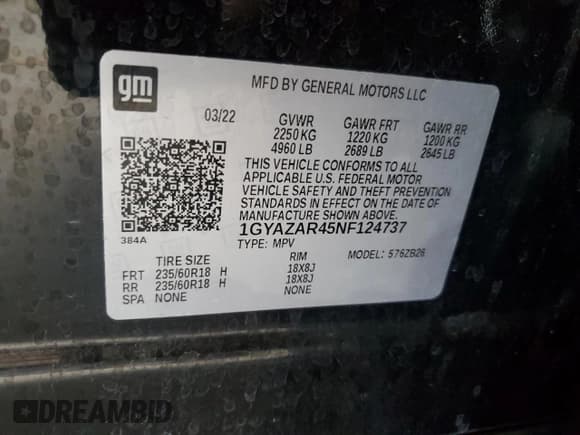 gm
MFD BY GENERAL MOTORS LLC
03/22 GVWR GAWR FRT GAWR RR
2250 KG 1220 KG 1200 KG
4960 LB 2689 LB 2645 LB
THIS VEHICLE CONFORMS TO ALL
APPLICABLE U.S. FEDERAL MOTOR
VEHICLE SAFETY AND THEFT PREVENTION
STANDARDS IN EFFECT ON THE DATE OF
MANUFACTURE SHOWN ABOVE.
384A
1GYAZAR45NF124737
TYPE: MPV MODEL: 576ZB26
TIRE SIZE RIM
FRT 235/60R18 H 18X8J
RR 235/60R18 H 18X8J
SPA NONE NONE
DREAMBID